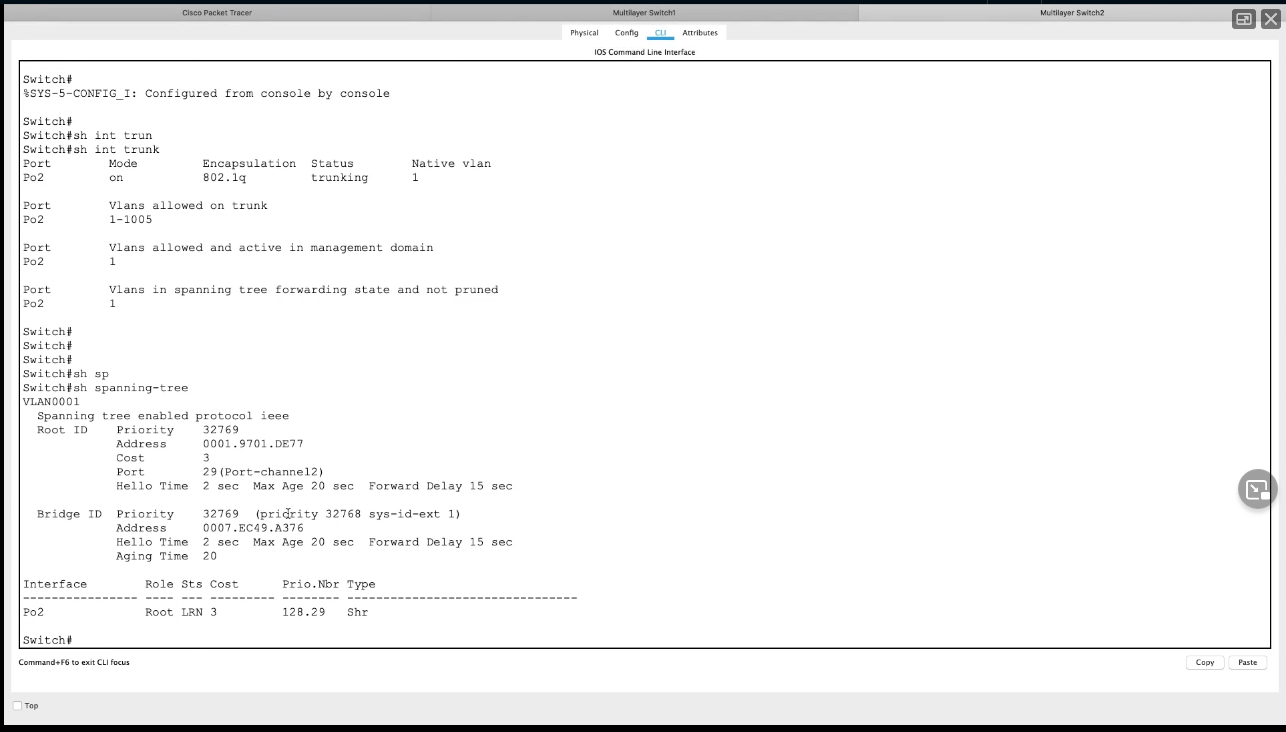 Cisco Packet Tracer Multilayer Switch1 Multilayer Switch2
Physical Config CLI Attributes
IOS Command Line Interface
Switch#
%SYS-5-CONFIG_I: Configured from console by console
Switch#
Switch#sh int trun
Switch#sh int trunk
Port Mode Encapsulation Status Native vlan
Po2 on 802.1q trunking 1
Port Vlans allowed on trunk
Po2 1-1005
Port Vlans allowed and active in management domain
Po2 1
Port Vlans in spanning tree forwarding state and not pruned
Po2 1
Switch#
Switch#
Switch#
Switch#sh sp
Switch#sh spanning-tree
VLAN0001
Spanning tree enabled protocol ieee
Root ID Priority 32769
Address 0001.9701.DE77
Cost 3
Port 29(Port-channel2)
Hello Time 2 sec Max Age 20 sec Forward Delay 15 sec
Bridge ID Priority 32769 (priority 32768 sys-id-ext 1)
Address 0007.EC49.A376
Hello Time 2 sec Max Age 20 sec Forward Delay 15 sec
Aging Time 20
Interface Role Sts Cost Prio.Nbr Type
---------------- ---- --- --------- -------- --------------------------------
Po2 Root LRN 3 128.29 Shr
Switch#
Command+F6 to exit CLI focus Copy Paste
Top